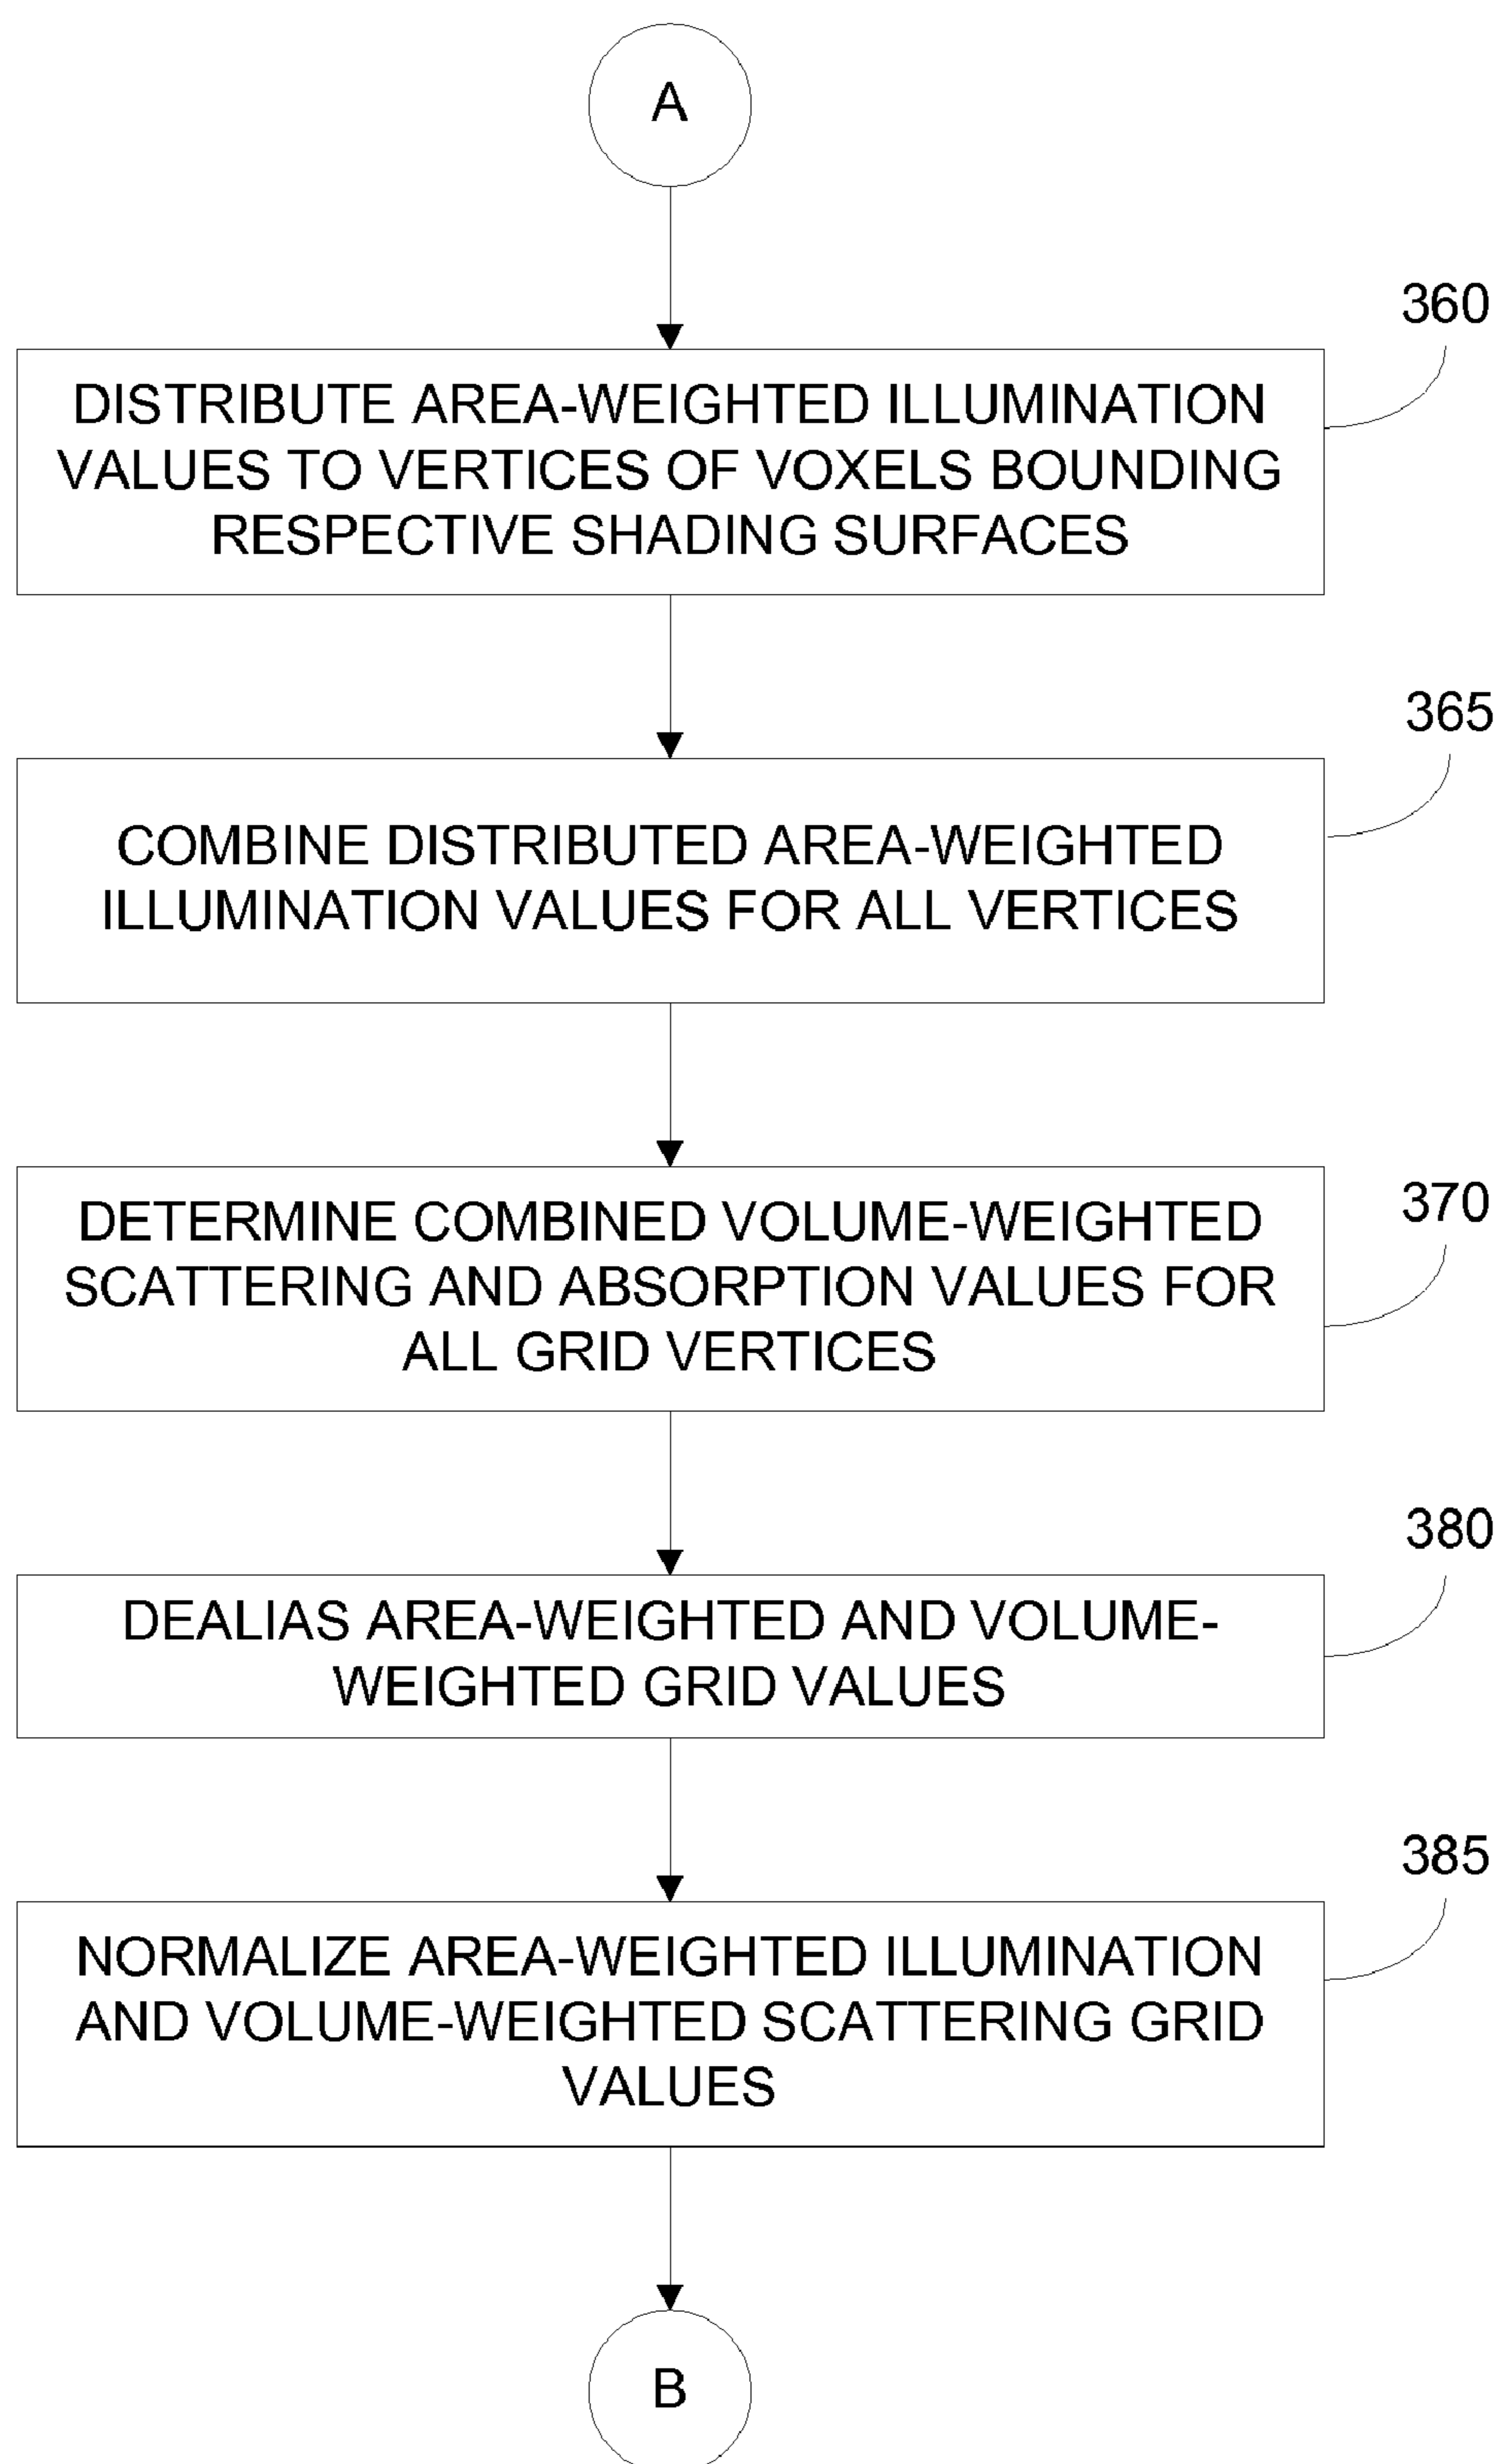 A
360
DISTRIBUTE AREA-WEIGHTED ILLUMINATION
VALUES TO VERTICES OF VOXELS BOUNDING
RESPECTIVE SHADING SURFACES
365
COMBINE DISTRIBUTED AREA-WEIGHTED
ILLUMINATION VALUES FOR ALL VERTICES
370
DETERMINE COMBINED VOLUME-WEIGHTED
SCATTERING AND ABSORPTION VALUES FOR
ALL GRID VERTICES
380
DEALIAS AREA-WEIGHTED AND VOLUME-
WEIGHTED GRID VALUES
385
NORMALIZE AREA-WEIGHTED ILLUMINATION
AND VOLUME-WEIGHTED SCATTERING GRID
VALUES
B